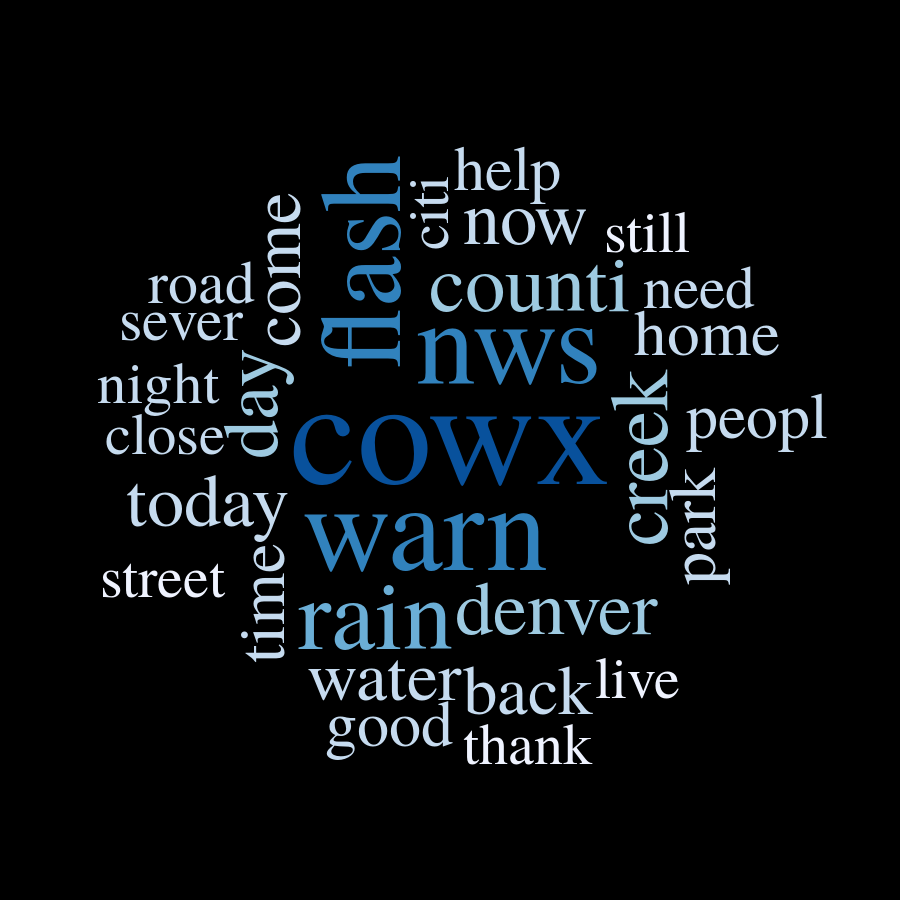 help
flash
citi
now
come
still
counti
road
need
sever
nws
home
day
night
cowx
creek
peopl
close
park
today
warn
time
street
rain
denver
water
back
live
good
thank